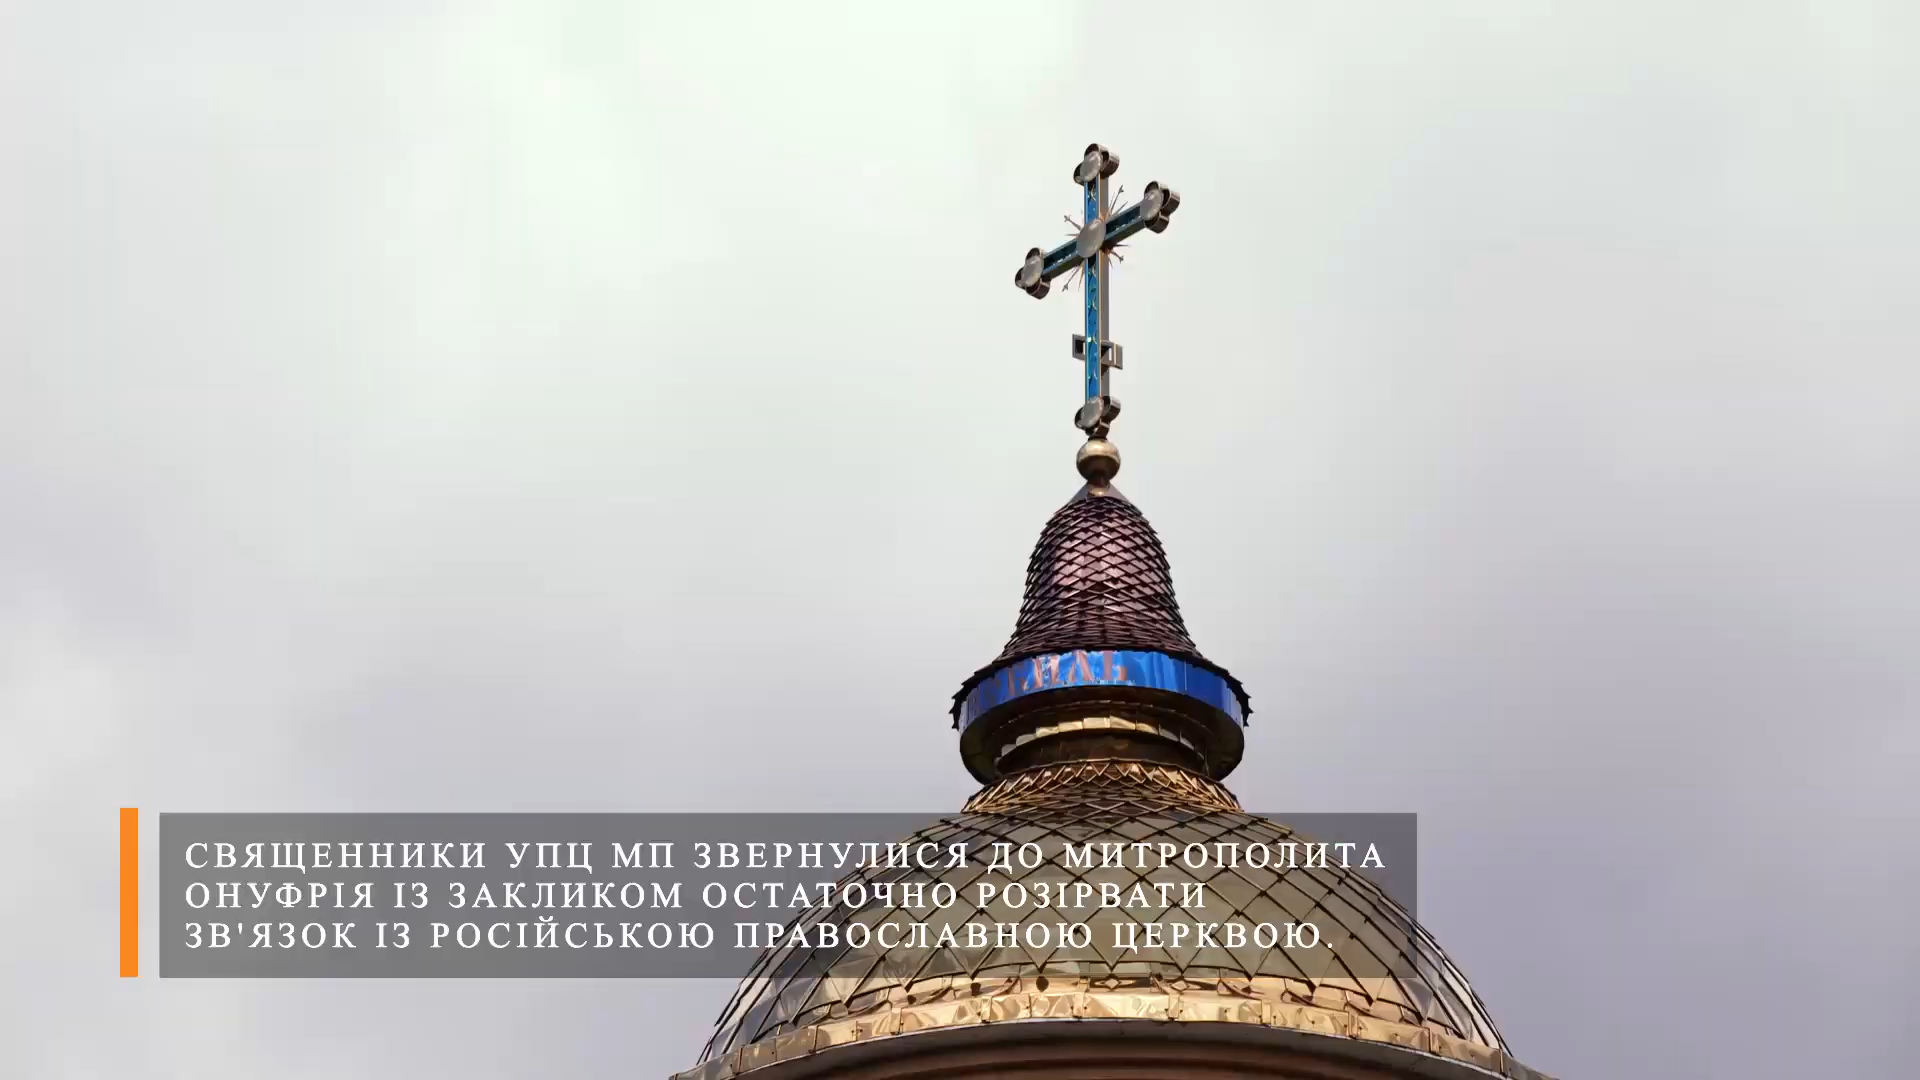 СВЯЩЕННИКИ УПЦ МП ЗВЕРНУЛИСЯ ДО МИТРОПОЛИТА
ОНУФРІЯ ІЗ ЗАКЛИКОМ ОСТАТОЧНО РОЗІРВАТИ
ЗВ'ЯЗОК ІЗ РОСІЙСЬКОЮ ПРАВОСЛАВНОЮ ЦЕРКВОЮ.